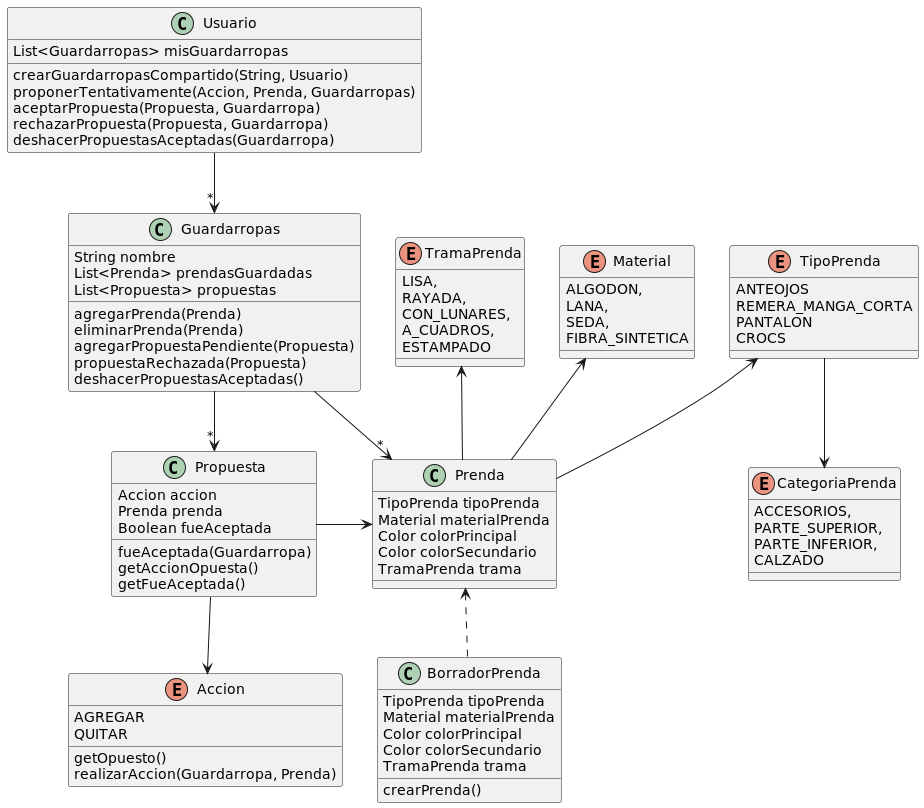 C Usuario
List<Guardarropas> misGuardarropas
crearGuardarropasCompartido(String, Usuario)
proponerTentativamente(Accion, Prenda, Guardarropas)
aceptarPropuesta(Propuesta, Guardarropa)
rechazarPropuesta(Propuesta, Guardarropa)
deshacerPropuestasAceptadas(Guardarropa)
*
C Guardarropas
String nombre
List<Prenda> prendasGuardadas
List<Propuesta> propuestas
agregarPrenda(Prenda)
eliminarPrenda(Prenda)
agregarPropuestaPendiente(Propuesta)
propuestaRechazada(Propuesta)
deshacerPropuestasAceptadas()
E TramaPrenda
LISA,
RAYADA,
CON_LUNARES,
A_CUADROS,
ESTAMPADO
E Material
ALGODON,
LANA,
SEDA,
FIBRA_SINTETICA
E TipoPrenda
ANTEOJOS
REMERA_MANGA_CORTA
PANTALON
CROCS
*
*
C Propuesta
Accion accion
Prenda prenda
Boolean fueAceptada
fueAceptada(Guardarropa)
getAccionOpuesta()
getFueAceptada()
C Prenda
TipoPrenda tipoPrenda
Material materialPrenda
Color colorPrincipal
Color colorSecundario
TramaPrenda trama
E CategoriaPrenda
ACCESORIOS,
PARTE_SUPERIOR,
PARTE_INFERIOR,
CALZADO
E Accion
AGREGAR
QUITAR
getOpuesto()
realizarAccion(Guardarropa, Prenda)
C BorradorPrenda
TipoPrenda tipoPrenda
Material materialPrenda
Color colorPrincipal
Color colorSecundario
TramaPrenda trama
crearPrenda()